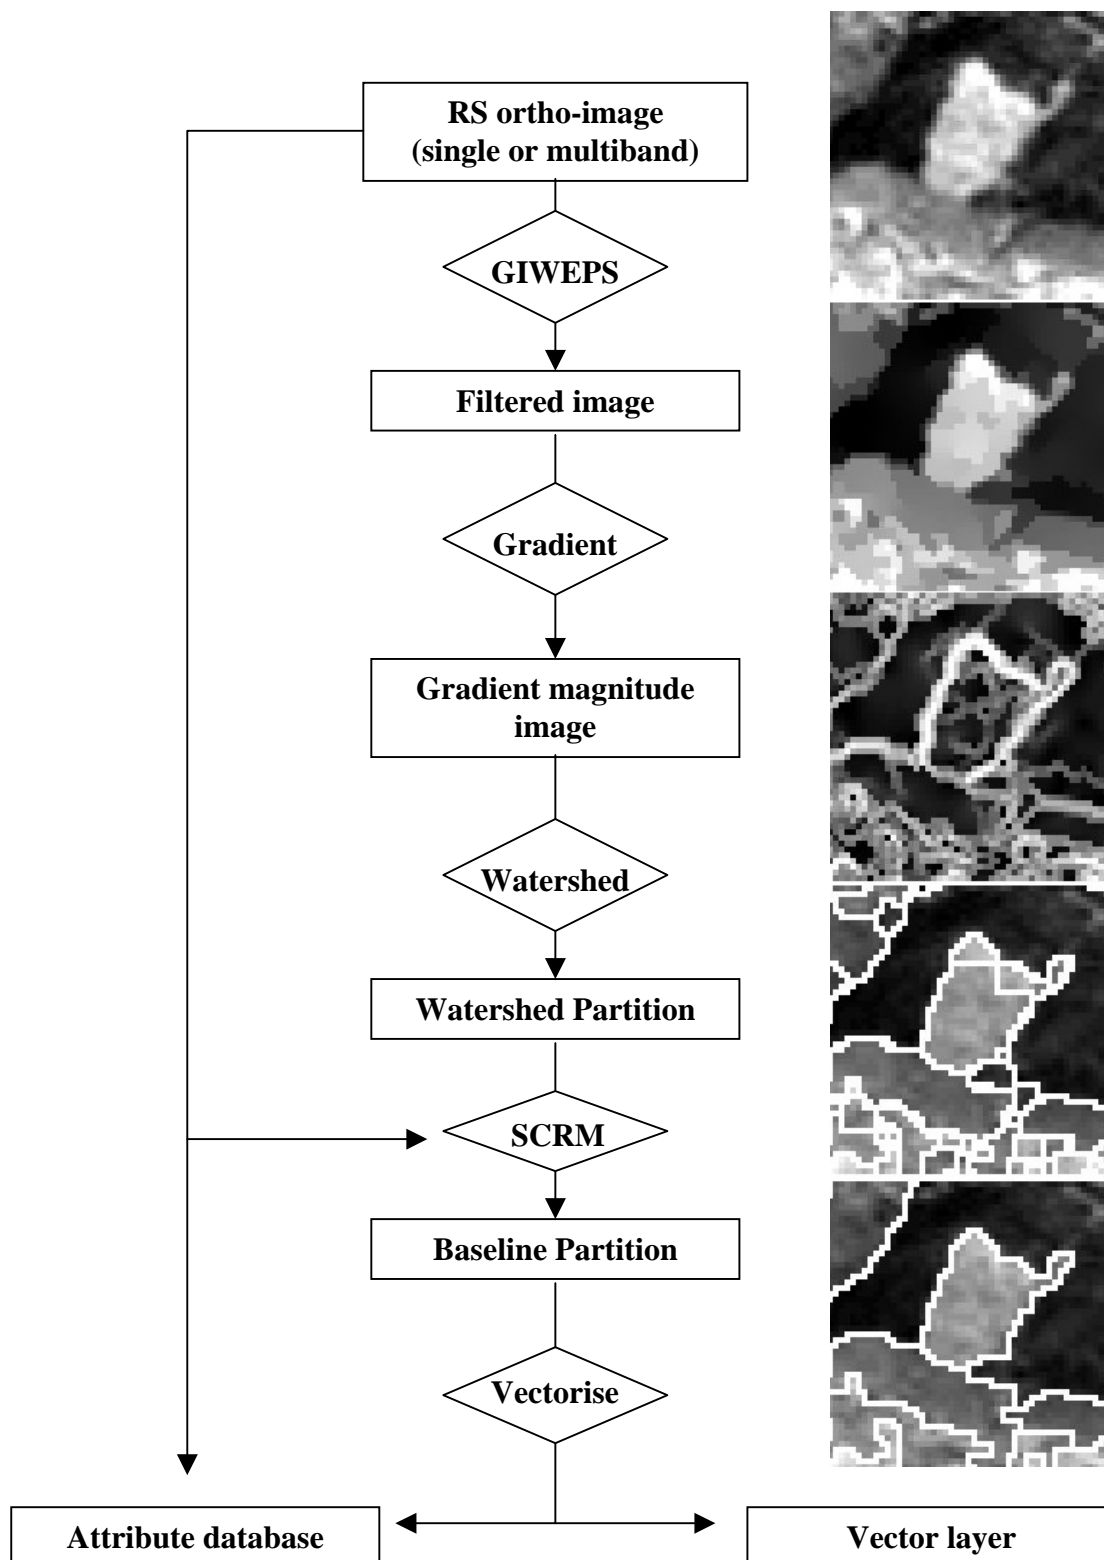 RS ortho-image
(single or multiband)
GIWEPS
Filtered image
Gradient
Gradient magnitude
image
Watershed
Watershed Partition
SCRM
Baseline Partition
Vectorise
Attribute database
Vector layer